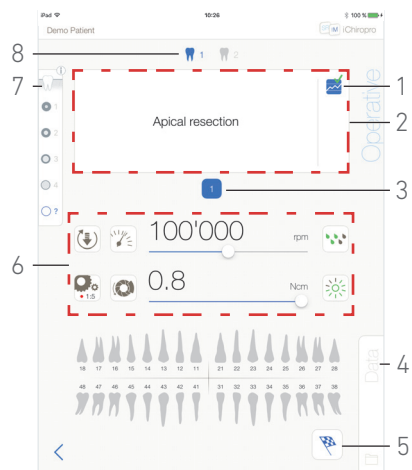 iPad 10:26 100 %
Demo Patient iChiropro
8 1 2
7 1
1
Operative
2
Apical resection
1
2
3
4
?
1 3
6
100'000 rpm
1:5 0.8 Ncm
18 17 16 15 14 13 12 11 21 22 23 24 25 26 27 28
48 47 46 45 44 43 42 41 31 32 33 34 35 36 37 38
Data
4
5